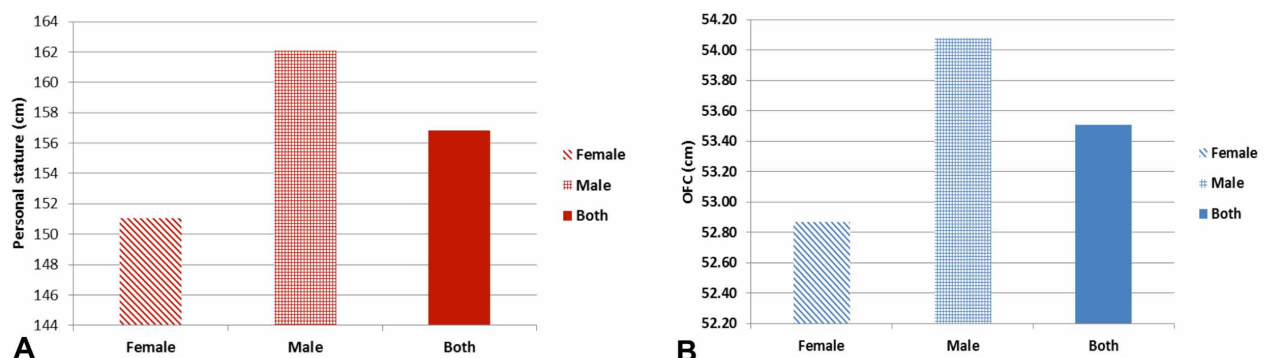 164
162
160
158
156
154
152
150
148
146
144
Personal stature (cm)
Female
Male
Both
Female
Male
Both
A
54.20
54.00
53.80
53.60
53.40
53.20
53.00
52.80
52.60
52.40
52.20
OFC (cm)
Female
Male
Both
Female
Male
Both
B